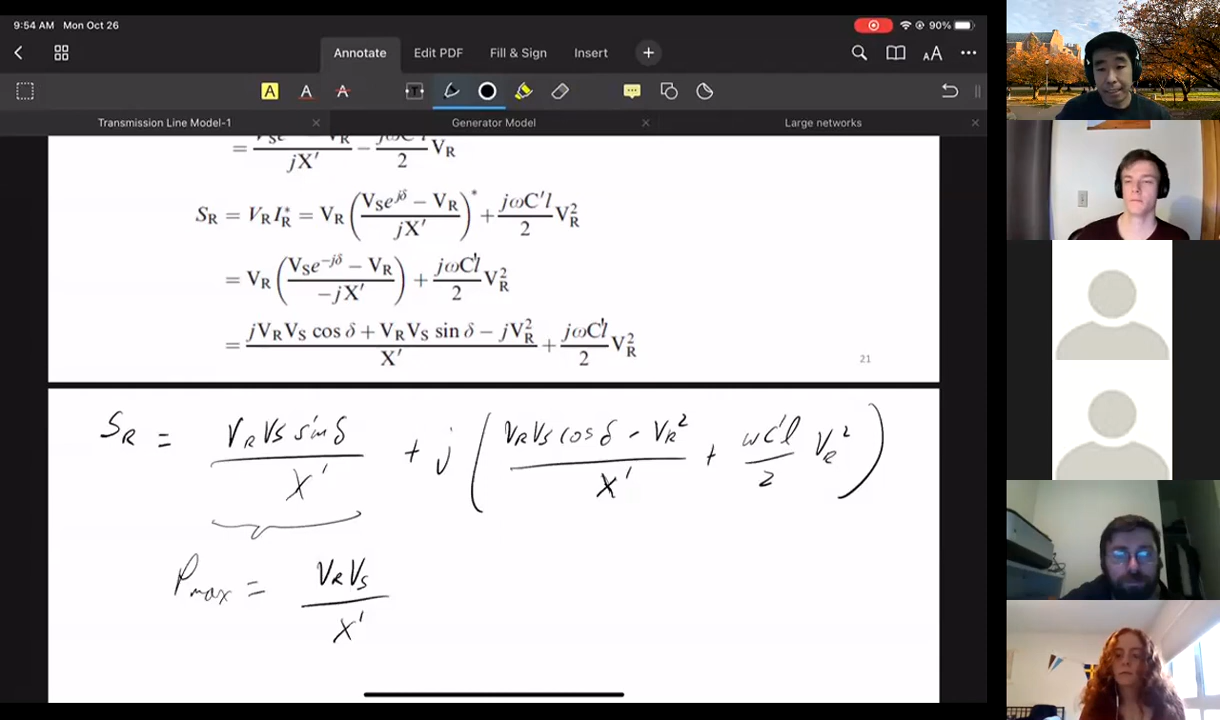 9:54 AM Mon Oct 26
90%
Annotate Edit PDF Fill & Sign Insert
Transmission Line Model-1 Generator Model Large networks
= / jX′ − / 2 V_R
S_R = V_R I_R^* = V_R ((V_S e^{jδ} − V_R) / jX′)^* + (jωC′l / 2) V_R^2
= V_R ((V_S e^{−jδ} − V_R) / −jX′) + (jωC′l / 2) V_R^2
= (jV_R V_S cos δ + V_R V_S sin δ − jV_R^2) / X′ + (jωC′l / 2) V_R^2
21
S_R = (V_R V_S sin δ) / X′ + j ((V_R V_S cos δ − V_R^2) / X′ + (ωC′l / 2) V_R^2)
P_max = (V_R V_S) / X′